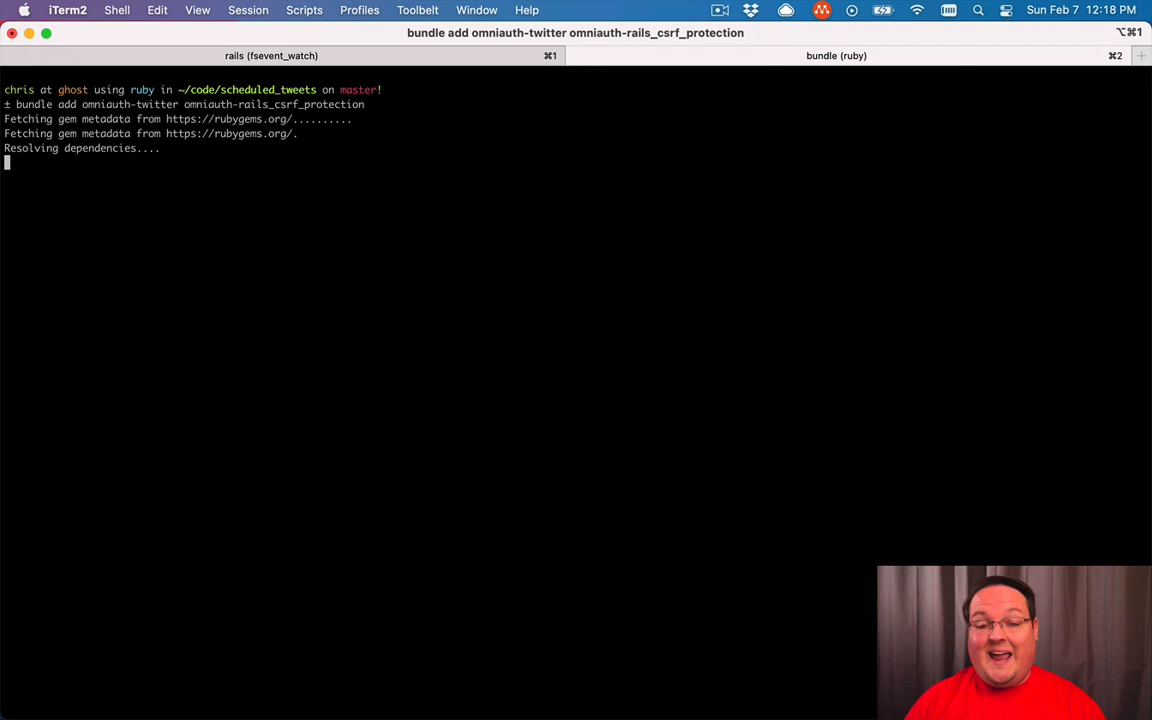 iTerm2 Shell Edit View Session Scripts Profiles Toolbelt Window Help Sun Feb 7 12:18 PM
bundle add omniauth-twitter omniauth-rails_csrf_protection ⌥⌘1
rails (fsevent_watch) ⌘1 bundle (ruby) ⌘2
chris at ghost using ruby in ~/code/scheduled_tweets on master!
± bundle add omniauth-twitter omniauth-rails_csrf_protection
Fetching gem metadata from https://rubygems.org/..........
Fetching gem metadata from https://rubygems.org/.
Resolving dependencies....